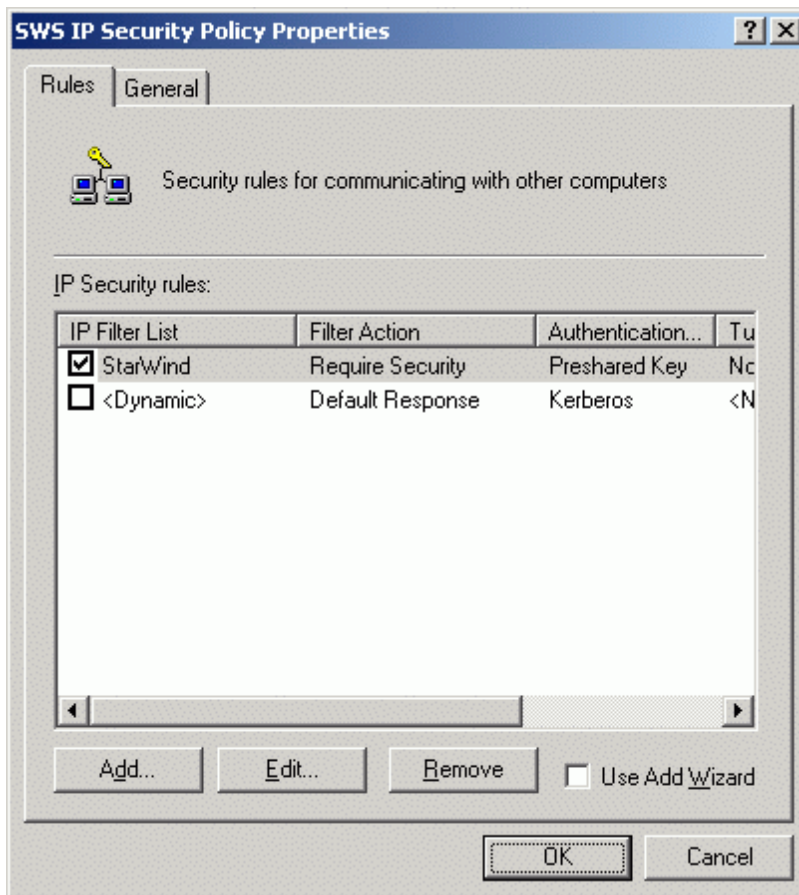 SWS IP Security Policy Properties
Rules General
Security rules for communicating with other computers
IP Security rules:
IP Filter List Filter Action Authentication... Tu
StarWind Require Security Preshared Key No
<Dynamic> Default Response Kerberos <N
Add... Edit... Remove Use Add Wizard
OK Cancel